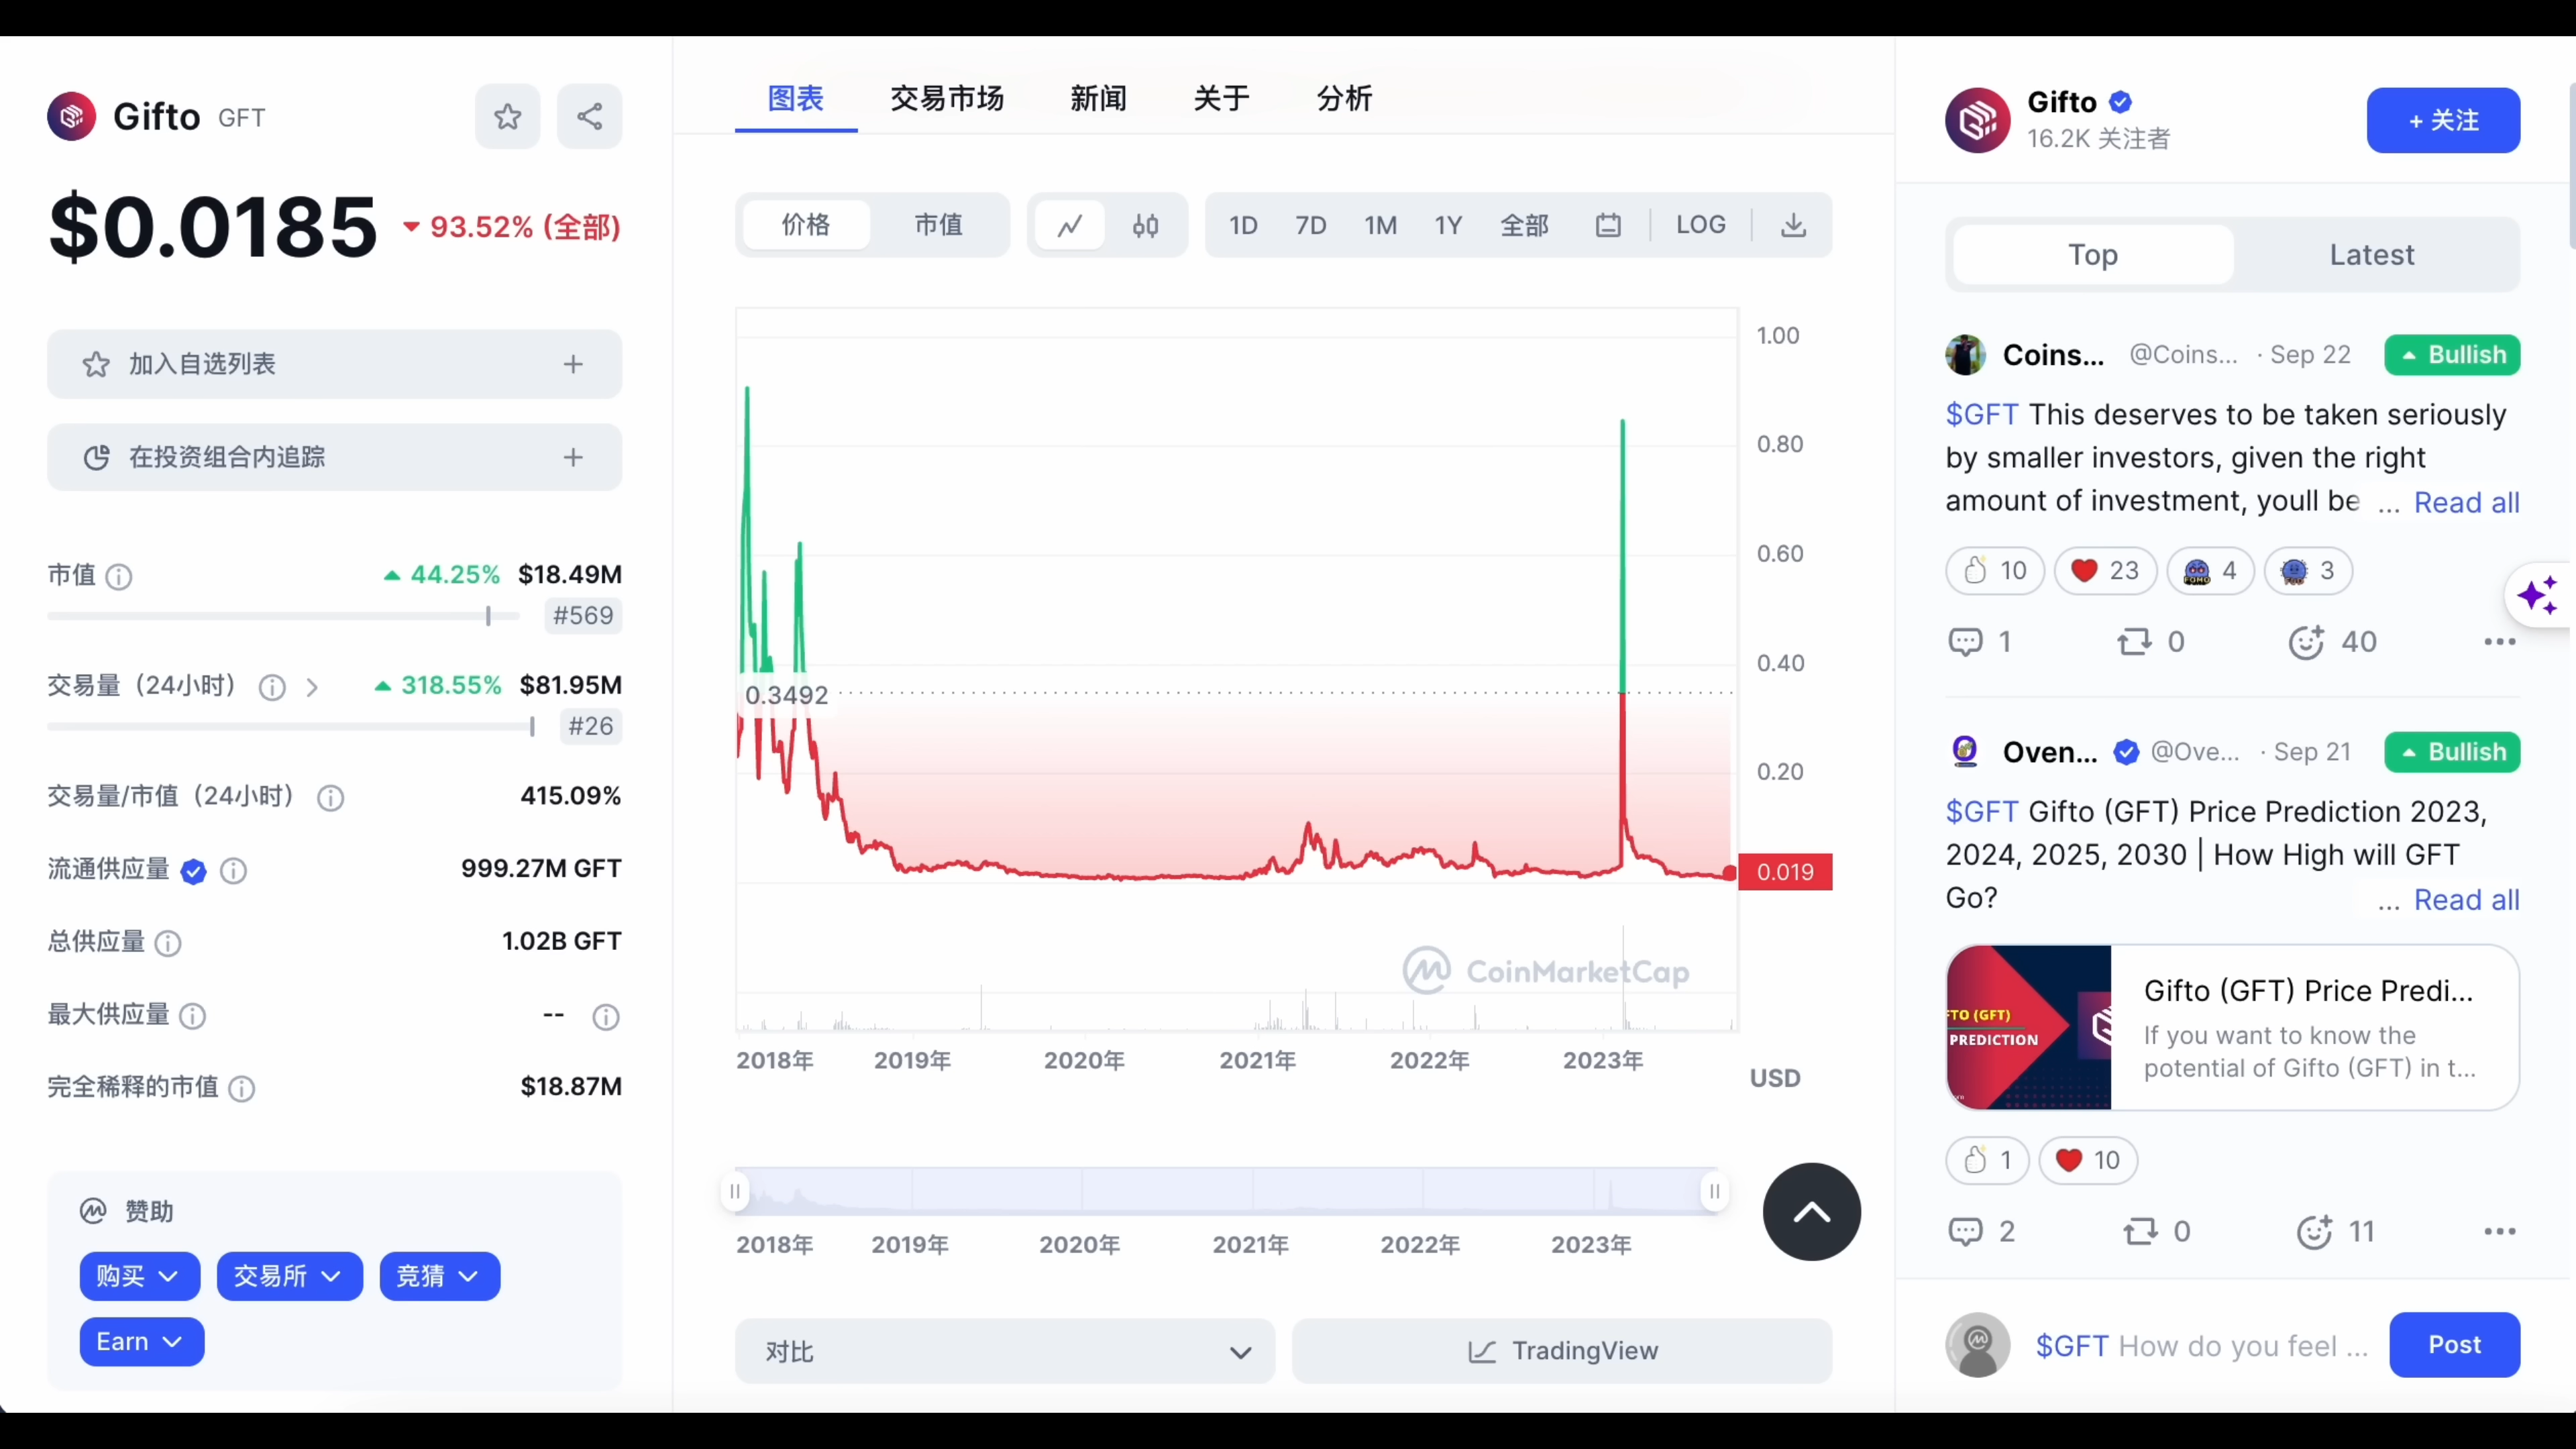 Gifto GFT
$0.0185 93.52% (全部)
加入自选列表
在投资组合内追踪
市值 44.25% $18.49M
#569
交易量（24小时） 318.55% $81.95M
#26
交易量/市值（24小时） 415.09%
流通供应量 999.27M GFT
总供应量 1.02B GFT
最大供应量 --
完全稀释的市值 $18.87M
赞助
购买 交易所 竞猜
Earn
图表 交易市场 新闻 关于 分析
价格 市值 1D 7D 1M 1Y 全部 LOG
1.00
0.80
0.60
0.40
0.3492
0.20
0.019
CoinMarketCap
2018年 2019年 2020年 2021年 2022年 2023年
USD
2018年 2019年 2020年 2021年 2022年 2023年
对比 TradingView
Gifto
16.2K 关注者
+ 关注
Top Latest
Coins... @Coins... · Sep 22 Bullish
$GFT This deserves to be taken seriously
by smaller investors, given the right
amount of investment, youll be ... Read all
10 23 4 3
1 0 40
Oven... @Ove... · Sep 21 Bullish
$GFT Gifto (GFT) Price Prediction 2023,
2024, 2025, 2030 | How High will GFT
Go? ... Read all
FTO (GFT)
PREDICTION
Gifto (GFT) Price Predi...
If you want to know the
potential of Gifto (GFT) in t...
1 10
2 0 11
$GFT How do you feel ... Post